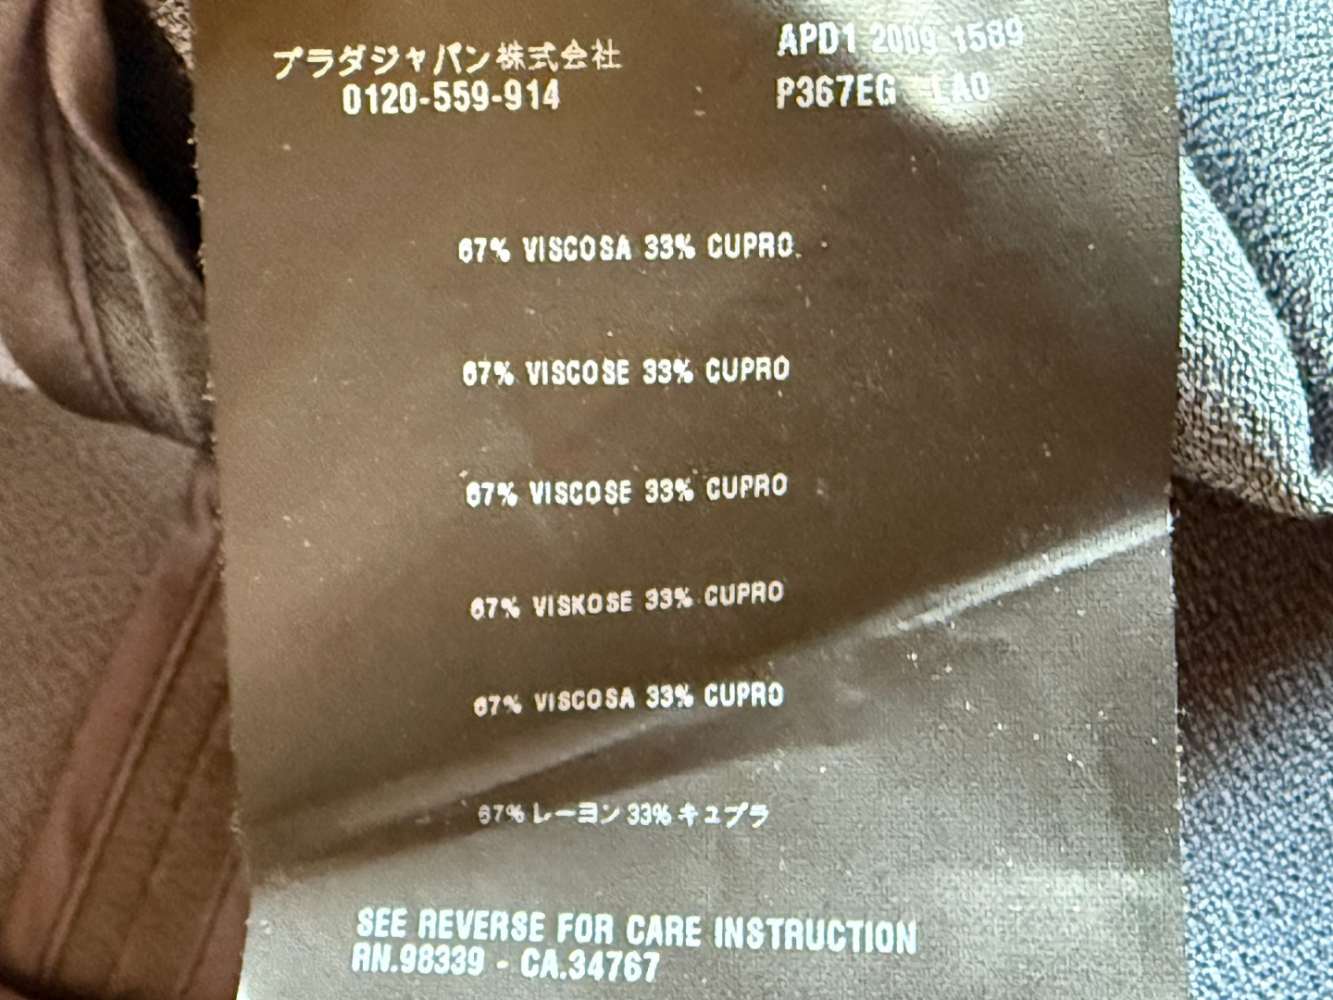 プラダジャパン株式会社
0120-559-914
APD1 2009 1589
P367EG LA0
67% VISCOSA 33% CUPRO
67% VISCOSE 33% CUPRO
67% VISCOSE 33% CUPRO
67% VISKOSE 33% CUPRO
67% VISCOSA 33% CUPRO
67% レーヨン 33% キュプラ
SEE REVERSE FOR CARE INSTRUCTION
RN.98339 - CA.34767